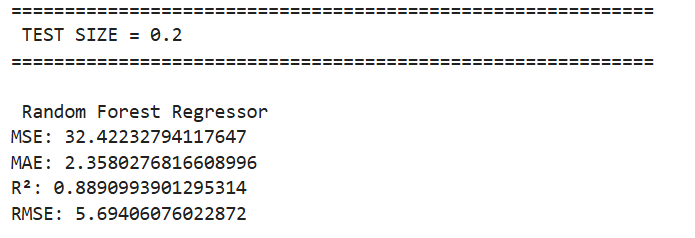 ============================================================
TEST SIZE = 0.2
============================================================
Random Forest Regressor
MSE: 32.42232794117647
MAE: 2.3580276816608996
R²: 0.8890993901295314
RMSE: 5.69406076022872